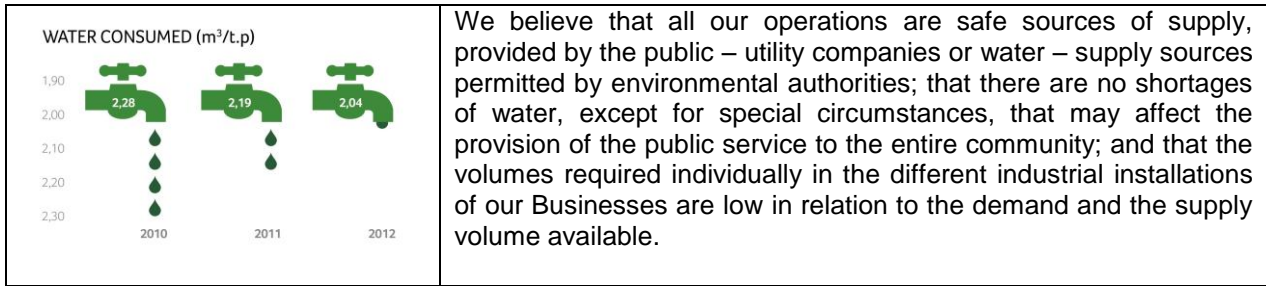 WATER CONSUMED (m³/t.p)
1,90
2,00
2,10
2,20
2,30
2,28
2,19
2,04
2010
2011
2012
We believe that all our operations are safe sources of supply,
provided by the public – utility companies or water – supply sources
permitted by environmental authorities; that there are no shortages
of water, except for special circumstances, that may affect the
provision of the public service to the entire community; and that the
volumes required individually in the different industrial installations
of our Businesses are low in relation to the demand and the supply
volume available.